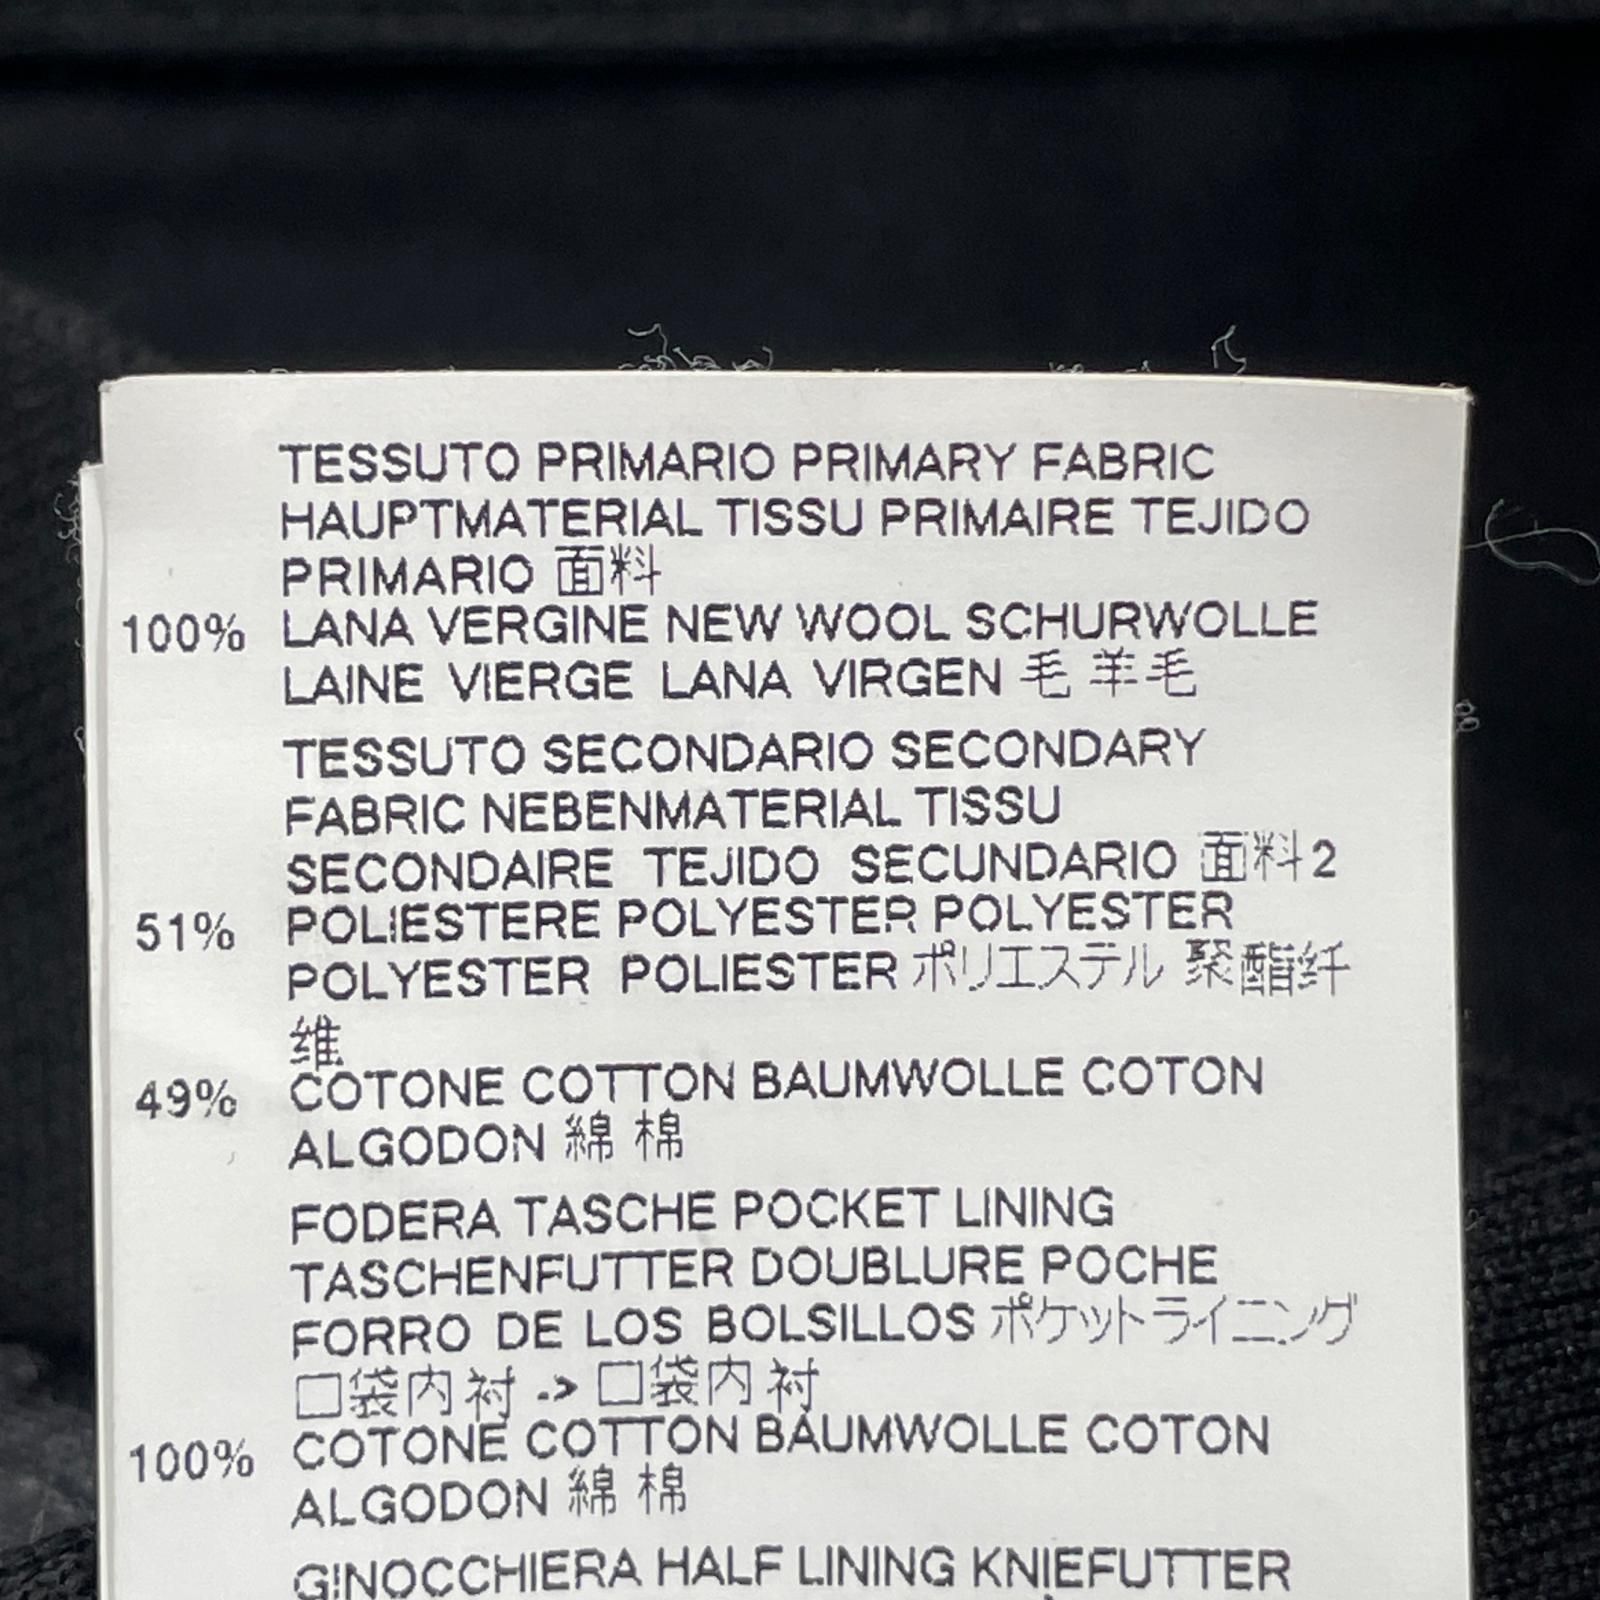 TESSUTO PRIMARIO PRIMARY FABRIC
HAUPTMATERIAL TISSU PRIMAIRE TEJIDO
PRIMARIO 面料
100% LANA VERGINE NEW WOOL SCHURWOLLE
LAINE VIERGE LANA VIRGEN 毛 羊毛
TESSUTO SECONDARIO SECONDARY
FABRIC NEBENMATERIAL TISSU
SECONDAIRE TEJIDO SECUNDARIO 面料2
51% POLIESTERE POLYESTER POLYESTER
POLYESTER POLIESTER ポリエステル 聚酯纤
维
49% COTONE COTTON BAUMWOLLE COTON
ALGODON 綿 棉
FODERA TASCHE POCKET LINING
TASCHENFUTTER DOUBLURE POCHE
FORRO DE LOS BOLSILLOS ポケットライニング
口袋内衬 -> 口袋内衬
100% COTONE COTTON BAUMWOLLE COTON
ALGODON 綿 棉
GINOCCHIERA HALF LINING KNIEFUTTER